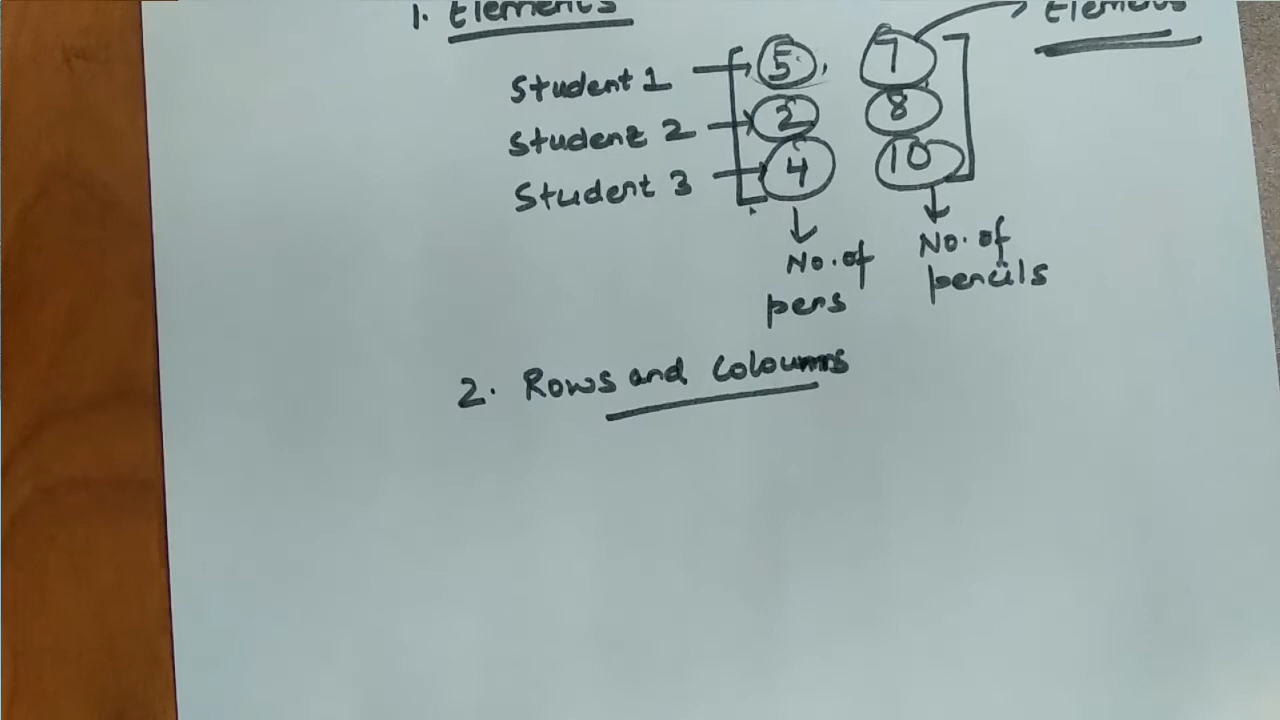 1. Elements
Elements
Student 1 5, 7
Student 2 2 8
Student 3 4 10
No. of pens
No. of pencils
2. Rows and Coloumns